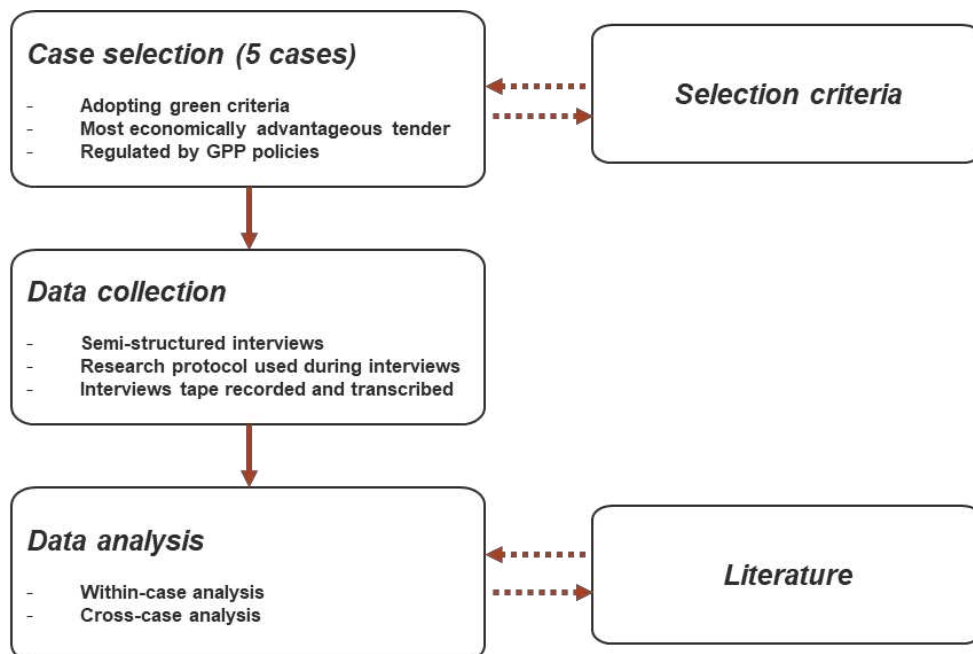 Case selection (5 cases)
- Adopting green criteria
- Most economically advantageous tender
- Regulated by GPP policies
Selection criteria
Data collection
- Semi-structured interviews
- Research protocol used during interviews
- Interviews tape recorded and transcribed
Data analysis
- Within-case analysis
- Cross-case analysis
Literature